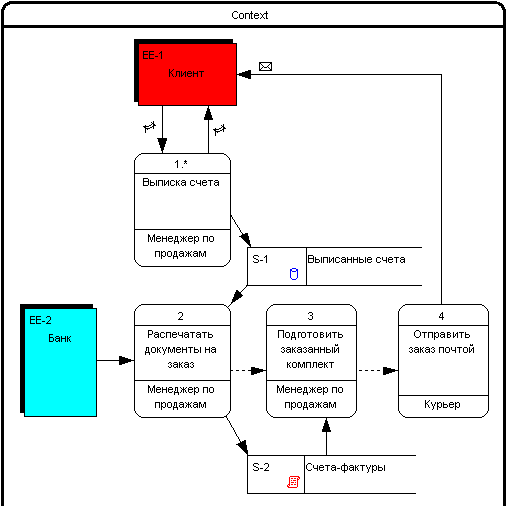 Context
EE-1
Клиент
1.*
Выписка счета
Менеджер по
продажам
S-1
Выписанные счета
EE-2
Банк
2
Распечатать
документы на
заказ
Менеджер по
продажам
3
Подготовить
заказанный
комплект
Менеджер по
продажам
4
Отправить
заказ почтой
Курьер
S-2
Счета-фактуры